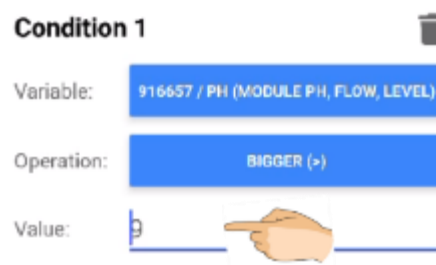 Condition 1
Variable: 916657 / PH (MODULE PH, FLOW, LEVEL)
Operation: BIGGER (>)
Value: 9